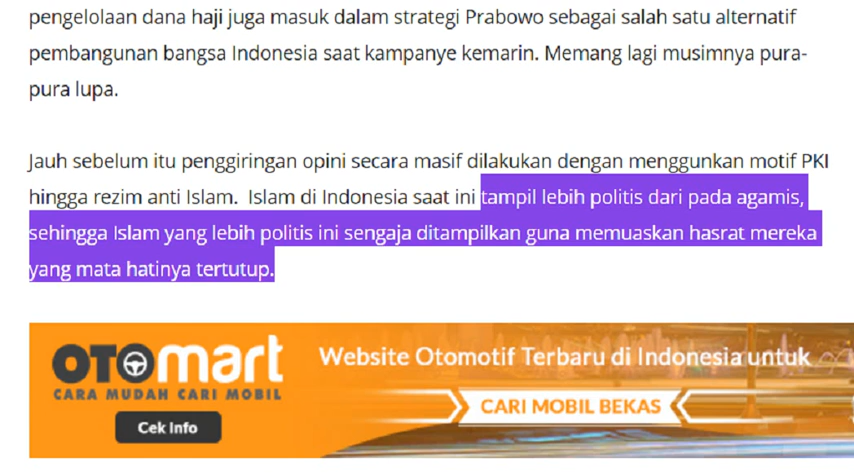 pengelolaan dana haji juga masuk dalam strategi Prabowo sebagai salah satu alternatif
pembangunan bangsa Indonesia saat kampanye kemarin. Memang lagi musimnya pura-
pura lupa.
Jauh sebelum itu penggiringan opini secara masif dilakukan dengan menggunkan motif PKI
hingga rezim anti Islam. Islam di Indonesia saat ini tampil lebih politis dari pada agamis,
sehingga Islam yang lebih politis ini sengaja ditampilkan guna memuaskan hasrat mereka
yang mata hatinya tertutup.
OTOmart
CARA MUDAH CARI MOBIL
Cek Info
Website Otomotif Terbaru di Indonesia untuk
CARI MOBIL BEKAS